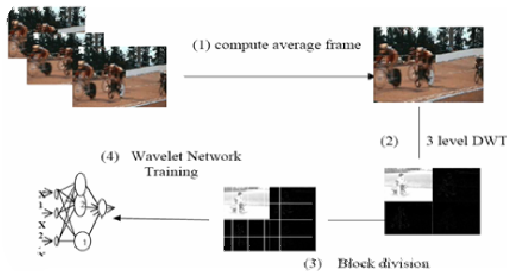 (1) compute average frame
(2) 3 level DWT
(4) Wavelet Network
Training
(3) Block division